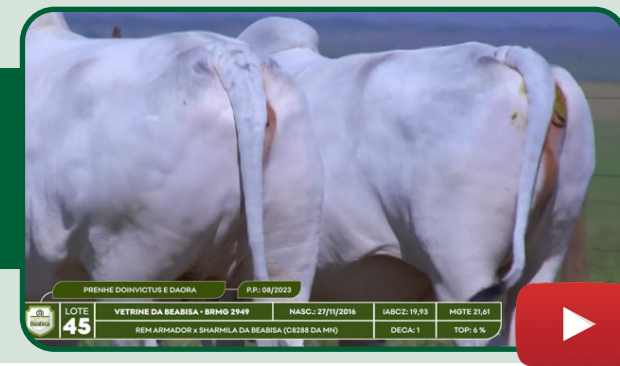 PRENHE DOINVICTUS E DAORA P.P.: 08/2023
LOTE
45
VETRINE DA BEABISA • BRMG 2949 NASC.: 27/11/2016 IABCZ: 19,93 MGTE 21,61
REM ARMADOR x SHARMILA DA BEABISA (C8288 DA MN) DECA: 1 TOP: 6 %
BEABISA